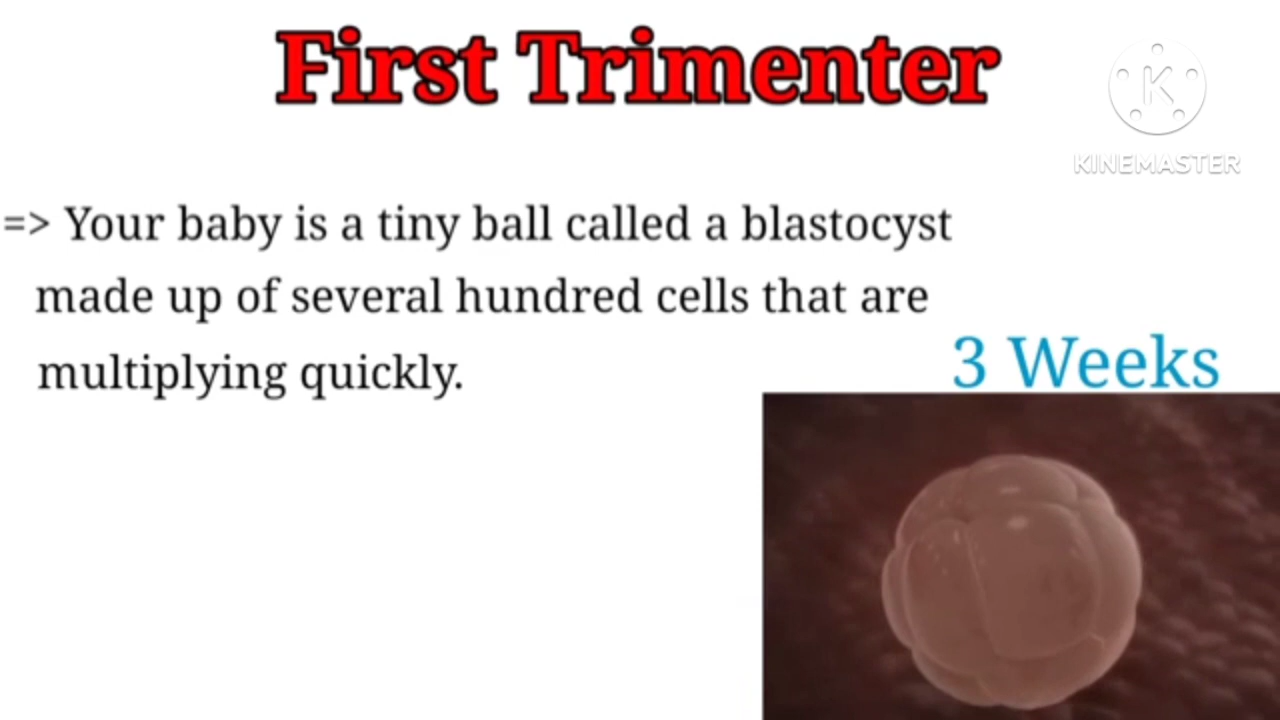 First Trimenter
K
KINEMASTER
=> Your baby is a tiny ball called a blastocyst
made up of several hundred cells that are
multiplying quickly.
3 Weeks